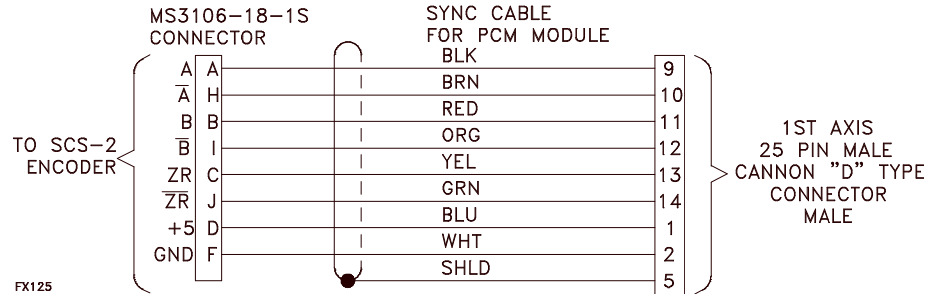 MS3106-18-1S
CONNECTOR
SYNC CABLE
FOR PCM MODULE
TO SCS-2
ENCODER
A A BLK 9
A̅ H BRN 10
B B RED 11
B̅ I ORG 12
ZR C YEL 13
Z̅R̅ J GRN 14
+5 D BLU 1
GND F WHT 2
SHLD 5
1ST AXIS
25 PIN MALE
CANNON "D" TYPE
CONNECTOR
MALE
FX125